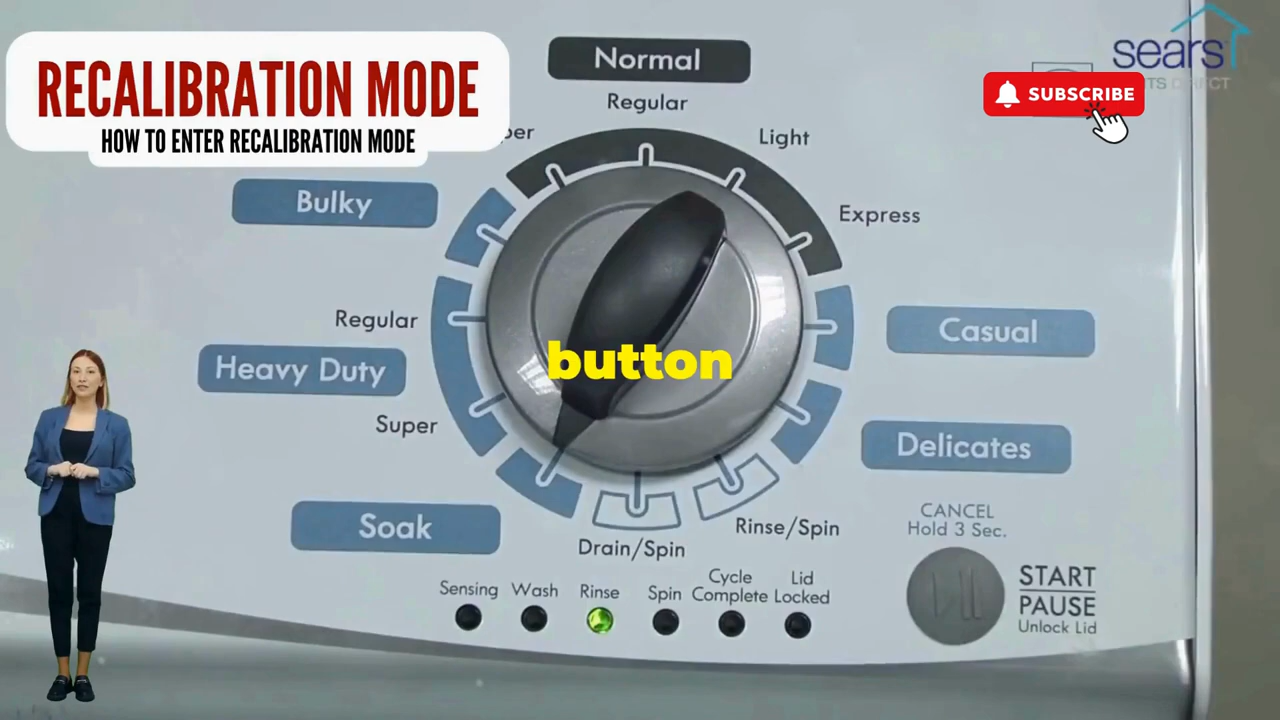 Normal
sears
RECALIBRATION MODE
HOW TO ENTER RECALIBRATION MODE
SUBSCRIBE
DIRECT
Regular
Light
Bulky
Express
Regular
Casual
Heavy Duty
button
Super
Delicates
Soak
Rinse/Spin
Drain/Spin
CANCEL
Hold 3 Sec.
Sensing
Wash
Rinse
Spin
Cycle
Complete
Lid
Locked
START
PAUSE
Unlock Lid